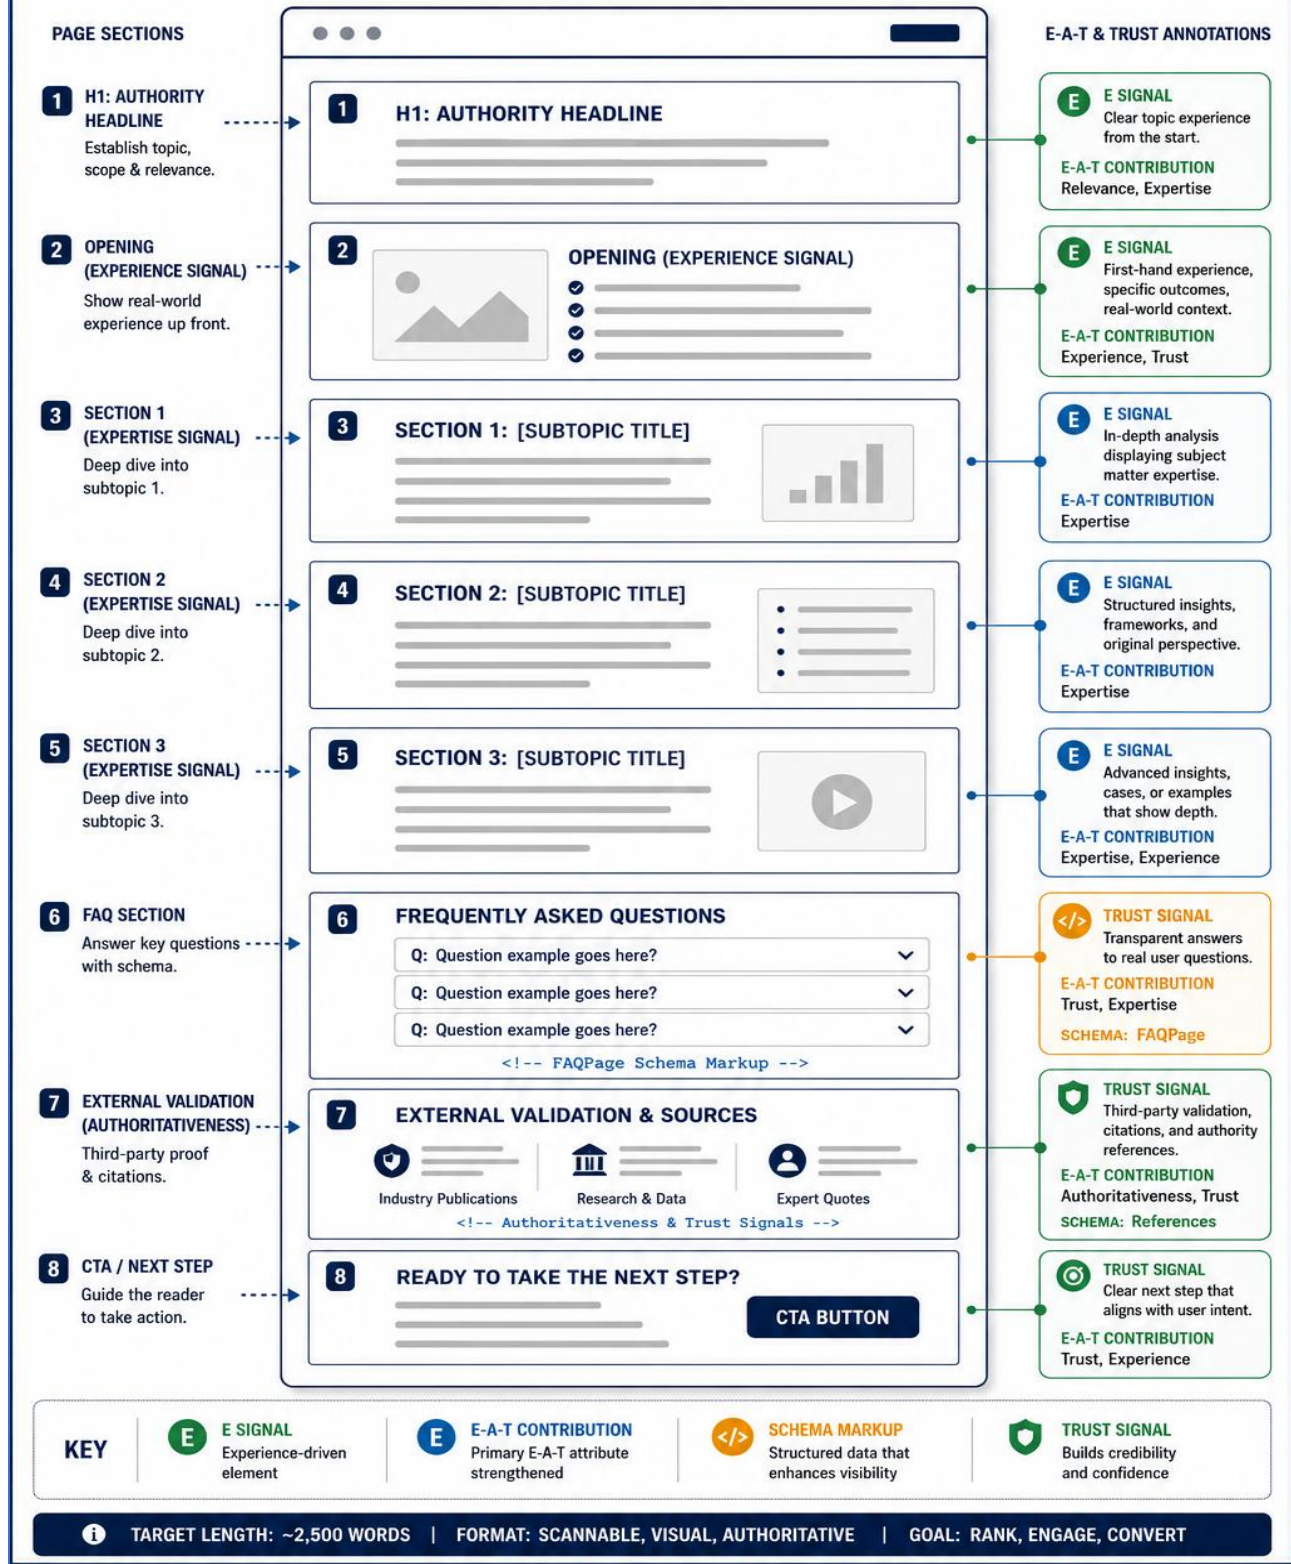 PAGE SECTIONS
E-A-T & TRUST ANNOTATIONS
1
H1: AUTHORITY
HEADLINE
Establish topic,
scope & relevance.
1
H1: AUTHORITY HEADLINE
E
E SIGNAL
Clear topic experience
from the start.
E-A-T CONTRIBUTION
Relevance, Expertise
2
OPENING
(EXPERIENCE SIGNAL)
Show real-world
experience up front.
2
OPENING (EXPERIENCE SIGNAL)
E
E SIGNAL
First-hand experience,
specific outcomes,
real-world context.
E-A-T CONTRIBUTION
Experience, Trust
3
SECTION 1
(EXPERTISE SIGNAL)
Deep dive into
subtopic 1.
3
SECTION 1: [SUBTOPIC TITLE]
E
E SIGNAL
In-depth analysis
displaying subject
matter expertise.
E-A-T CONTRIBUTION
Expertise
4
SECTION 2
(EXPERTISE SIGNAL)
Deep dive into
subtopic 2.
4
SECTION 2: [SUBTOPIC TITLE]
E
E SIGNAL
Structured insights,
frameworks, and
original perspective.
E-A-T CONTRIBUTION
Expertise
5
SECTION 3
(EXPERTISE SIGNAL)
Deep dive into
subtopic 3.
5
SECTION 3: [SUBTOPIC TITLE]
E
E SIGNAL
Advanced insights,
cases, or examples
that show depth.
E-A-T CONTRIBUTION
Expertise, Experience
6
FAQ SECTION
Answer key questions
with schema.
6
FREQUENTLY ASKED QUESTIONS
Q: Question example goes here?
Q: Question example goes here?
Q: Question example goes here?
<!-- FAQPage Schema Markup -->
</>
TRUST SIGNAL
Transparent answers
to real user questions.
E-A-T CONTRIBUTION
Trust, Expertise
SCHEMA: FAQPage
7
EXTERNAL VALIDATION
(AUTHORITATIVENESS)
Third-party proof
& citations.
7
EXTERNAL VALIDATION & SOURCES
Industry Publications
Research & Data
Expert Quotes
<!-- Authoritativeness & Trust Signals -->
TRUST SIGNAL
Third-party validation,
citations, and authority
references.
E-A-T CONTRIBUTION
Authoritativeness, Trust
SCHEMA: References
8
CTA / NEXT STEP
Guide the reader
to take action.
8
READY TO TAKE THE NEXT STEP?
CTA BUTTON
TRUST SIGNAL
Clear next step that
aligns with user intent.
E-A-T CONTRIBUTION
Trust, Experience
KEY
E
E SIGNAL
Experience-driven
element
E
E-A-T CONTRIBUTION
Primary E-A-T attribute
strengthened
</>
SCHEMA MARKUP
Structured data that
enhances visibility
TRUST SIGNAL
Builds credibility
and confidence
i
TARGET LENGTH: ~2,500 WORDS | FORMAT: SCANNABLE, VISUAL, AUTHORITATIVE | GOAL: RANK, ENGAGE, CONVERT